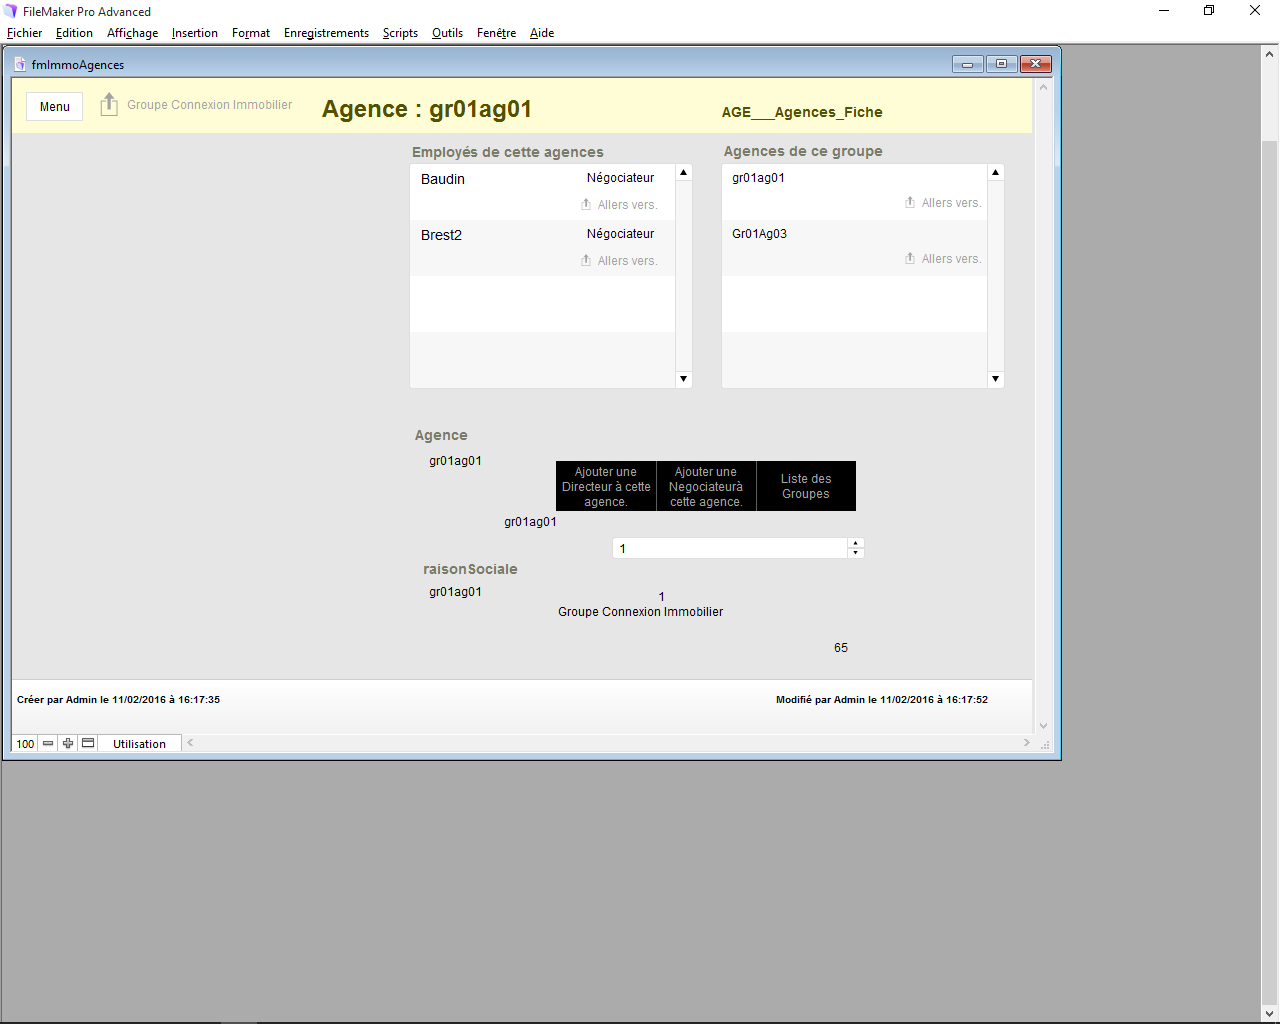 FileMaker Pro Advanced
Fichier Edition Affichage Insertion Format Enregistrements Scripts Outils Fenêtre Aide
fmImmoAgences
Menu
Groupe Connexion Immobilier
Agence : gr01ag01
AGE___Agences_Fiche
Employés de cette agences
Baudin Négociateur
Allers vers.
Brest2 Négociateur
Allers vers.
Agences de ce groupe
gr01ag01
Allers vers.
Gr01Ag03
Allers vers.
Agence
gr01ag01
Ajouter une
Directeur à cette
agence.
Ajouter une
Negociateurà
cette agence.
Liste des
Groupes
gr01ag01
1
raisonSociale
gr01ag01
1
Groupe Connexion Immobilier
65
Créer par Admin le 11/02/2016 à 16:17:35
Modifié par Admin le 11/02/2016 à 16:17:52
100
Utilisation